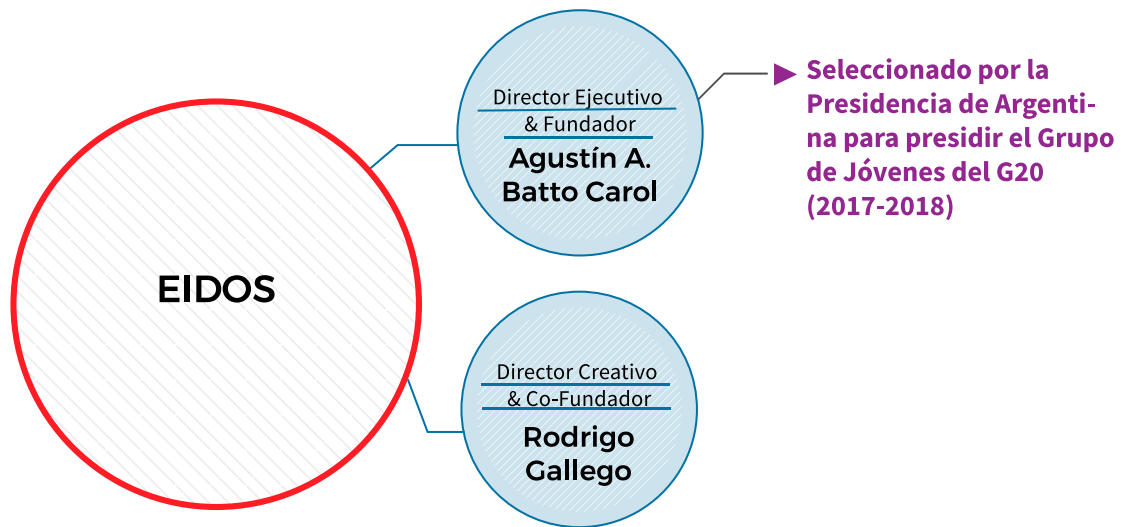 EIDOS
Director Ejecutivo
& Fundador
Agustín A.
Batto Carol
Seleccionado por la
Presidencia de Argenti-
na para presidir el Grupo
de Jóvenes del G20
(2017-2018)
Director Creativo
& Co-Fundador
Rodrigo
Gallego